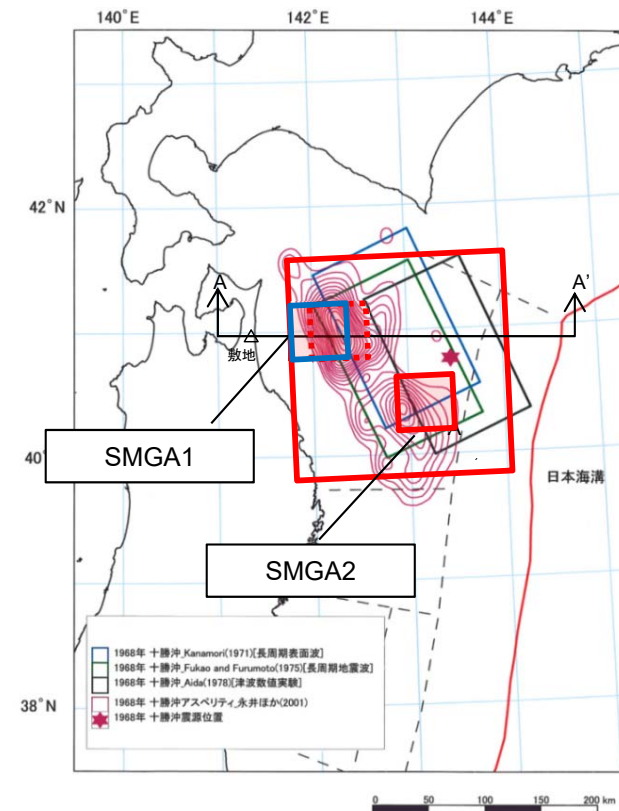 140°E 142°E 144°E
42°N
A A'
敷地
SMGA1
40°N
日本海溝
SMGA2
1968年 十勝沖_Kanamori(1971)[長周期表面波]
1968年 十勝沖_Fukao and Furumoto(1975)[長周期地震波]
1968年 十勝沖_Aida(1978)[津波数値実験]
1968年 十勝沖アスペリティ_永井ほか(2001)
1968年 十勝沖震源位置
38°N
0 50 100 150 200 km